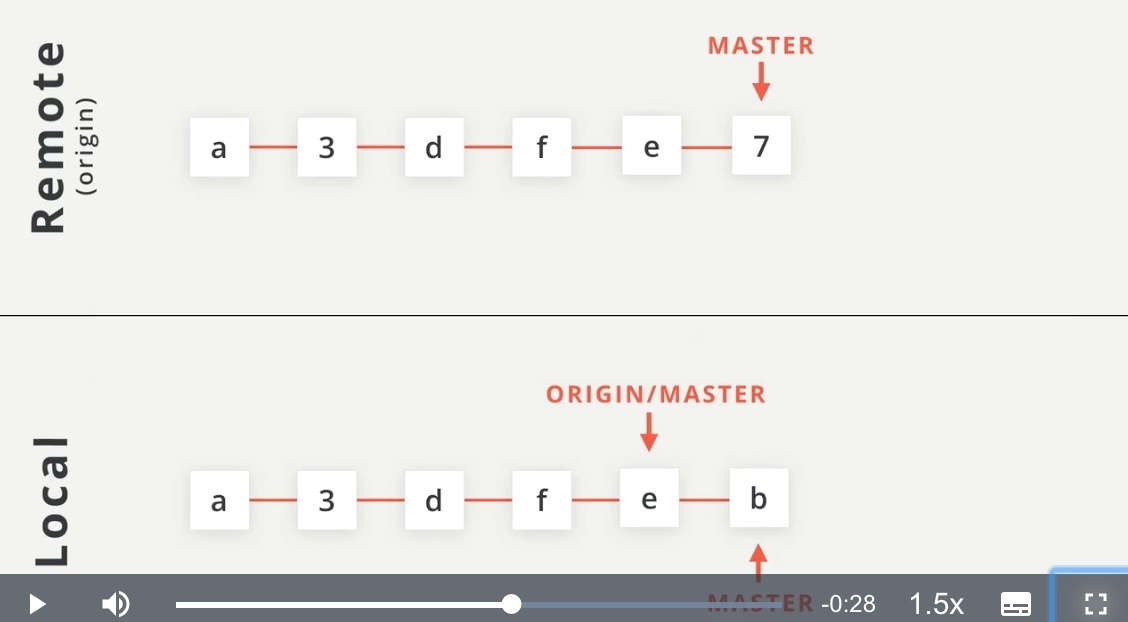 Remote
(origin)
MASTER
a 3 d f e 7
Local
ORIGIN/MASTER
a 3 d f e b
MASTER
-0:28 1.5x